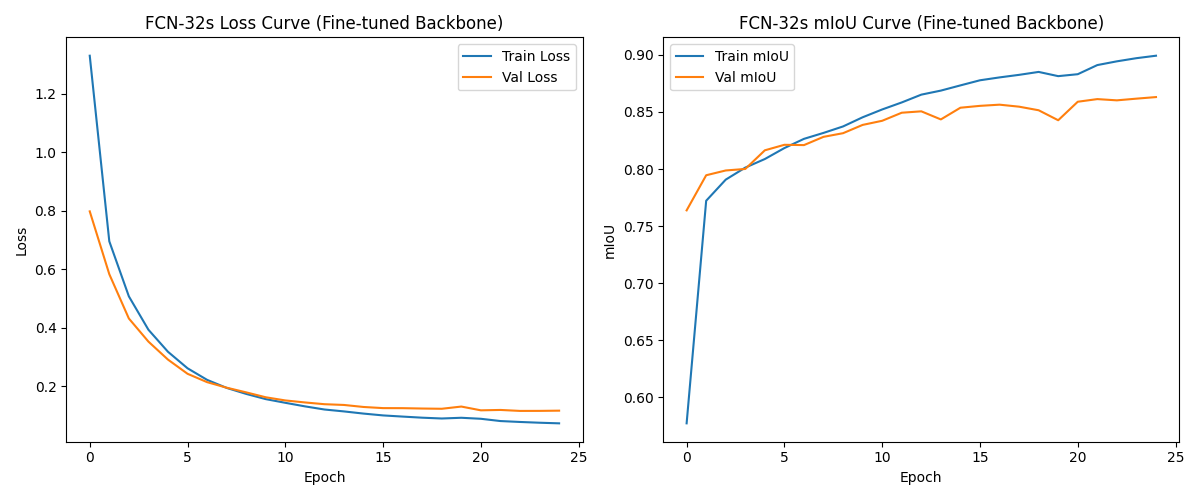 FCN-32s Loss Curve (Fine-tuned Backbone)
Train Loss
Val Loss
1.2
1.0
0.8
0.6
0.4
0.2
Loss
0 5 10 15 20 25
Epoch
FCN-32s mIoU Curve (Fine-tuned Backbone)
Train mIoU
Val mIoU
0.90
0.85
0.80
0.75
0.70
0.65
0.60
mIoU
0 5 10 15 20 25
Epoch